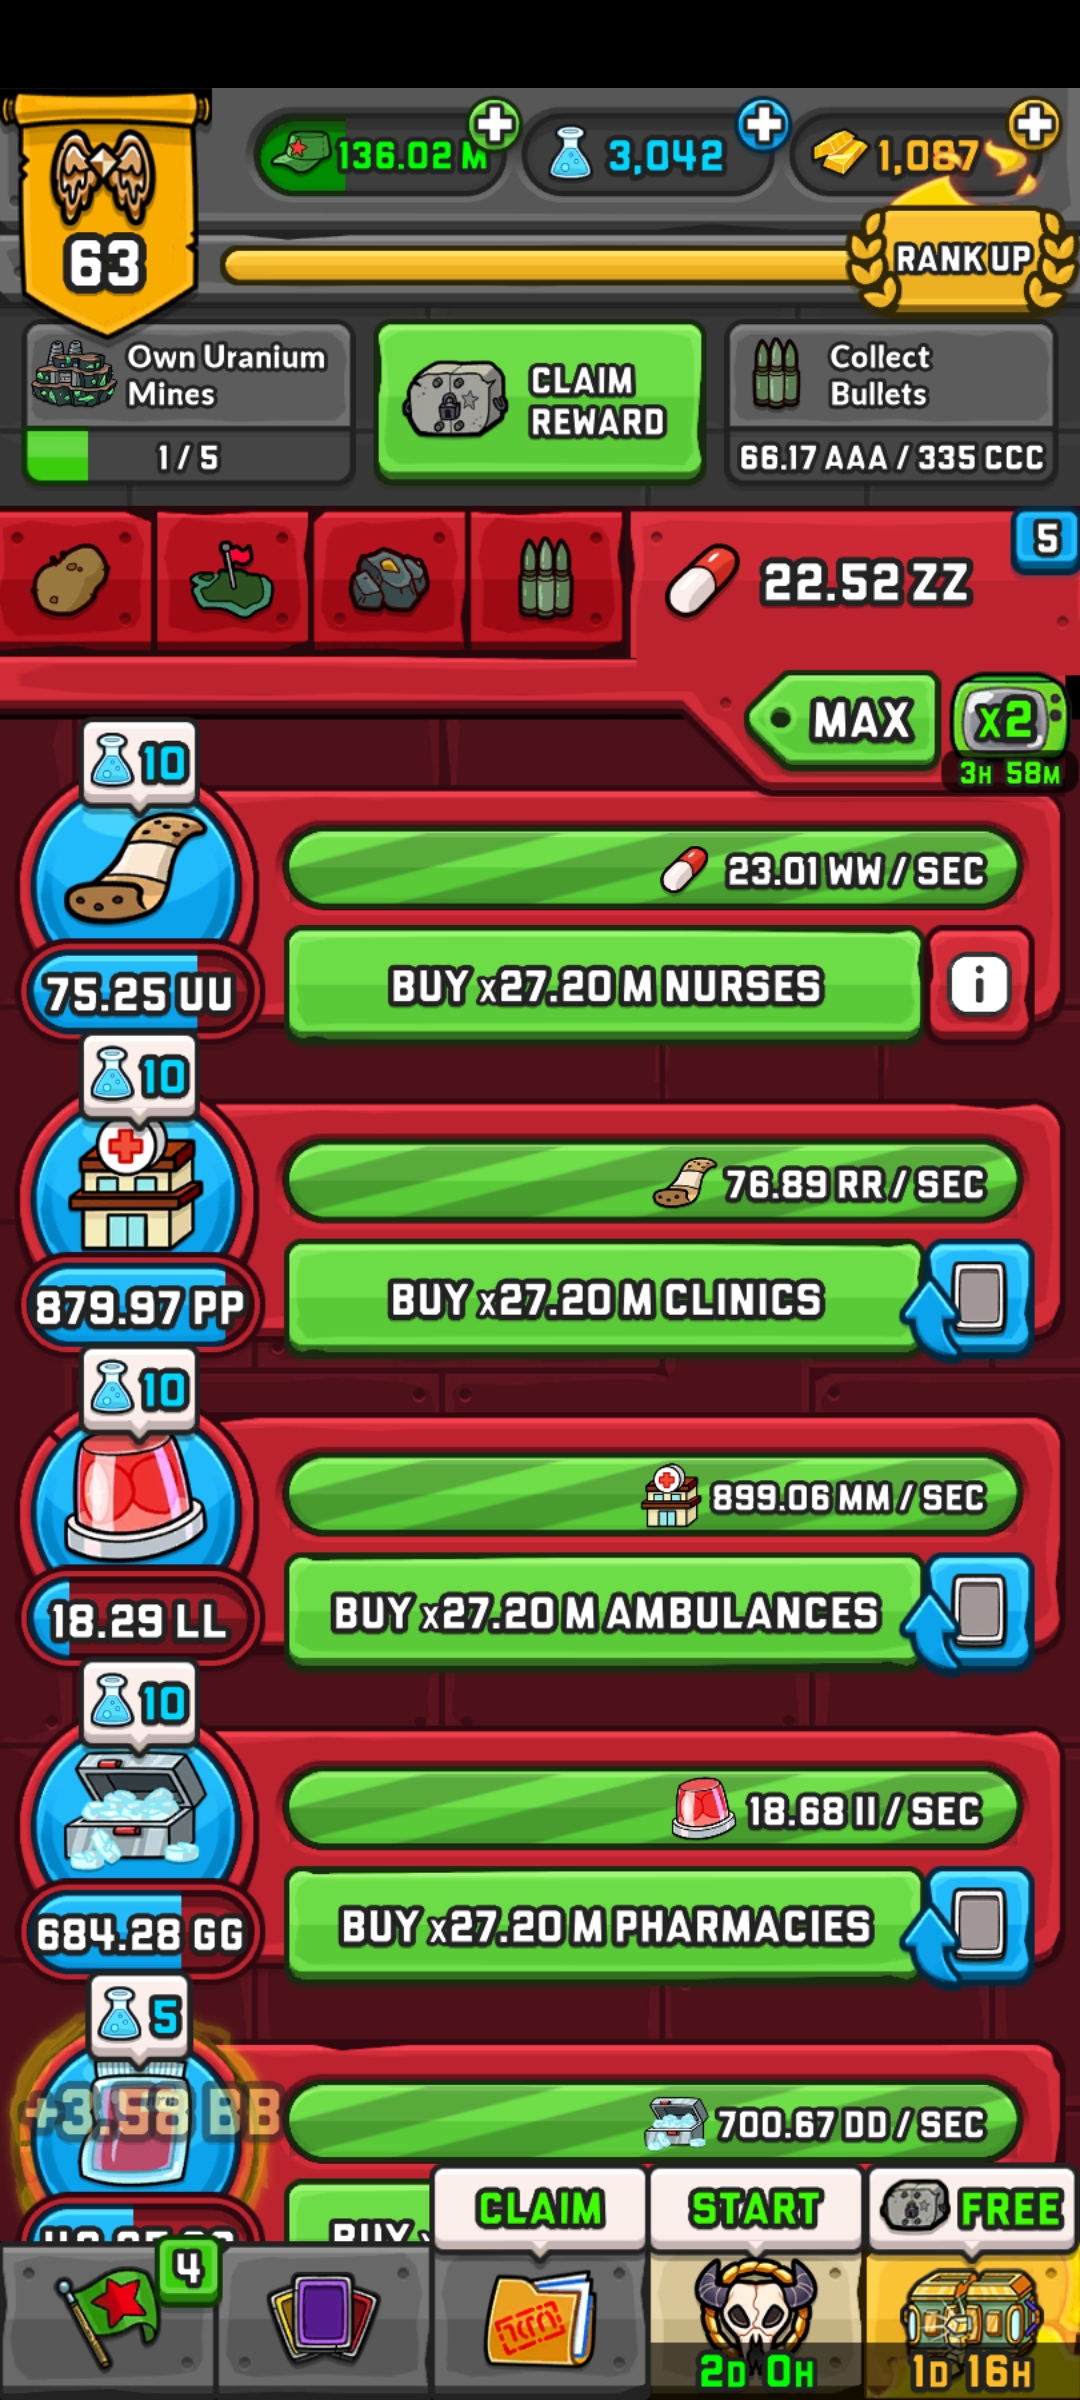 136.02 M
3,042
1,087
63
RANK UP
Own Uranium
Mines
1 / 5
CLAIM
REWARD
Collect
Bullets
66.17 AAA / 335 CCC
22.52 ZZ
5
MAX
x2
3H 58M
10
23.01 WW / SEC
75.25 UU
BUY x27.20 M NURSES
i
10
76.89 RR / SEC
879.97 PP
BUY x27.20 M CLINICS
10
899.06 MM / SEC
18.29 LL
BUY x27.20 M AMBULANCES
10
18.68 II / SEC
684.28 GG
BUY x27.20 M PHARMACIES
5
+3.58 BB
700.67 DD / SEC
BUY
CLAIM
START
FREE
4
2D 0H
1D 16H